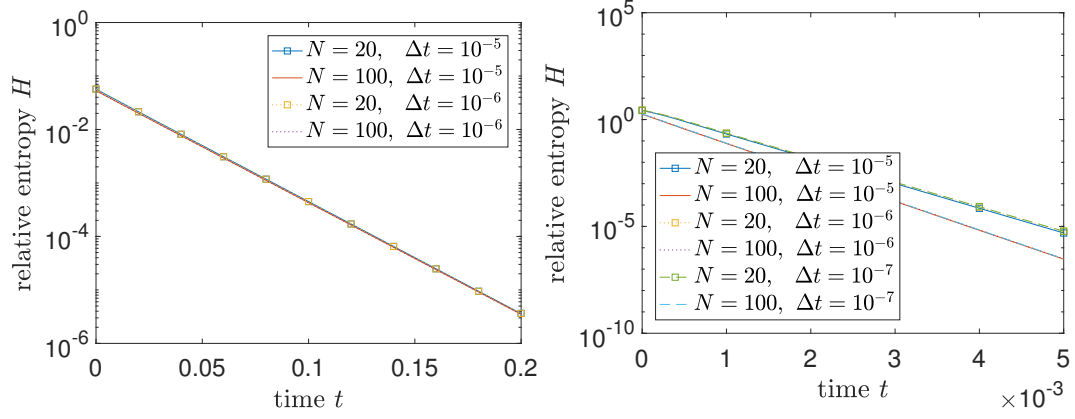 10^0
10^-2
10^-4
10^-6
relative entropy H
0 0.05 0.1 0.15 0.2
time t
N = 20, Δt = 10^-5
N = 100, Δt = 10^-5
N = 20, Δt = 10^-6
N = 100, Δt = 10^-6
10^5
10^0
10^-5
10^-10
relative entropy H
0 1 2 3 4 5
time t
×10^-3
N = 20, Δt = 10^-5
N = 100, Δt = 10^-5
N = 20, Δt = 10^-6
N = 100, Δt = 10^-6
N = 20, Δt = 10^-7
N = 100, Δt = 10^-7